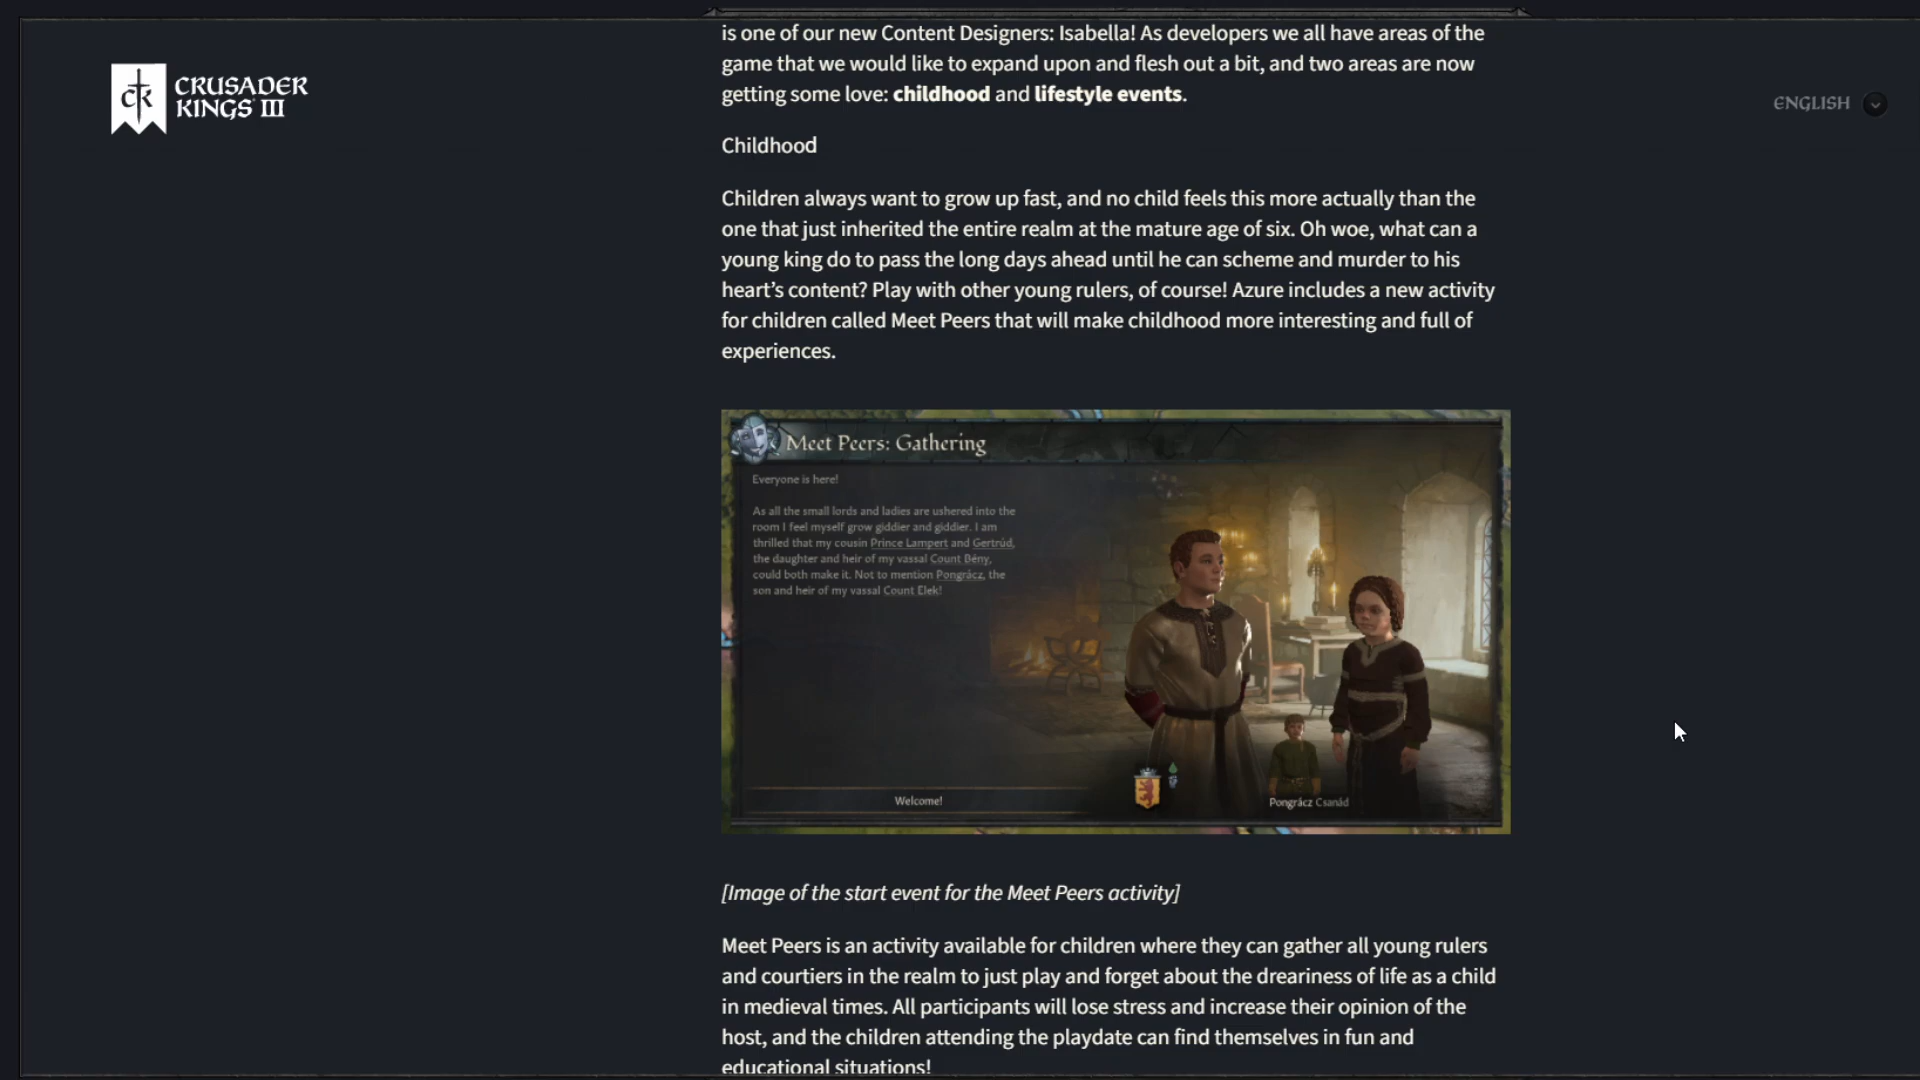 is one of our new Content Designers: Isabella! As developers we all have areas of the
game that we would like to expand upon and flesh out a bit, and two areas are now
getting some love: childhood and lifestyle events.
CRUSADER
KINGS III
ENGLISH
Childhood
Children always want to grow up fast, and no child feels this more actually than the
one that just inherited the entire realm at the mature age of six. Oh woe, what can a
young king do to pass the long days ahead until he can scheme and murder to his
heart’s content? Play with other young rulers, of course! Azure includes a new activity
for children called Meet Peers that will make childhood more interesting and full of
experiences.
Meet Peers: Gathering
Everyone is here!
As all the small lords and ladies are ushered into the
room I feel myself grow giddier and giddier. I am
thrilled that my cousin Prince Lampert and Gertrúd,
the daughter and heir of my vassal Count Bény,
could both make it. Not to mention Pongrácz, the
son and heir of my vassal Count Elek!
Welcome!
Pongrácz Csanád
[Image of the start event for the Meet Peers activity]
Meet Peers is an activity available for children where they can gather all young rulers
and courtiers in the realm to just play and forget about the dreariness of life as a child
in medieval times. All participants will lose stress and increase their opinion of the
host, and the children attending the playdate can find themselves in fun and
educational situations!